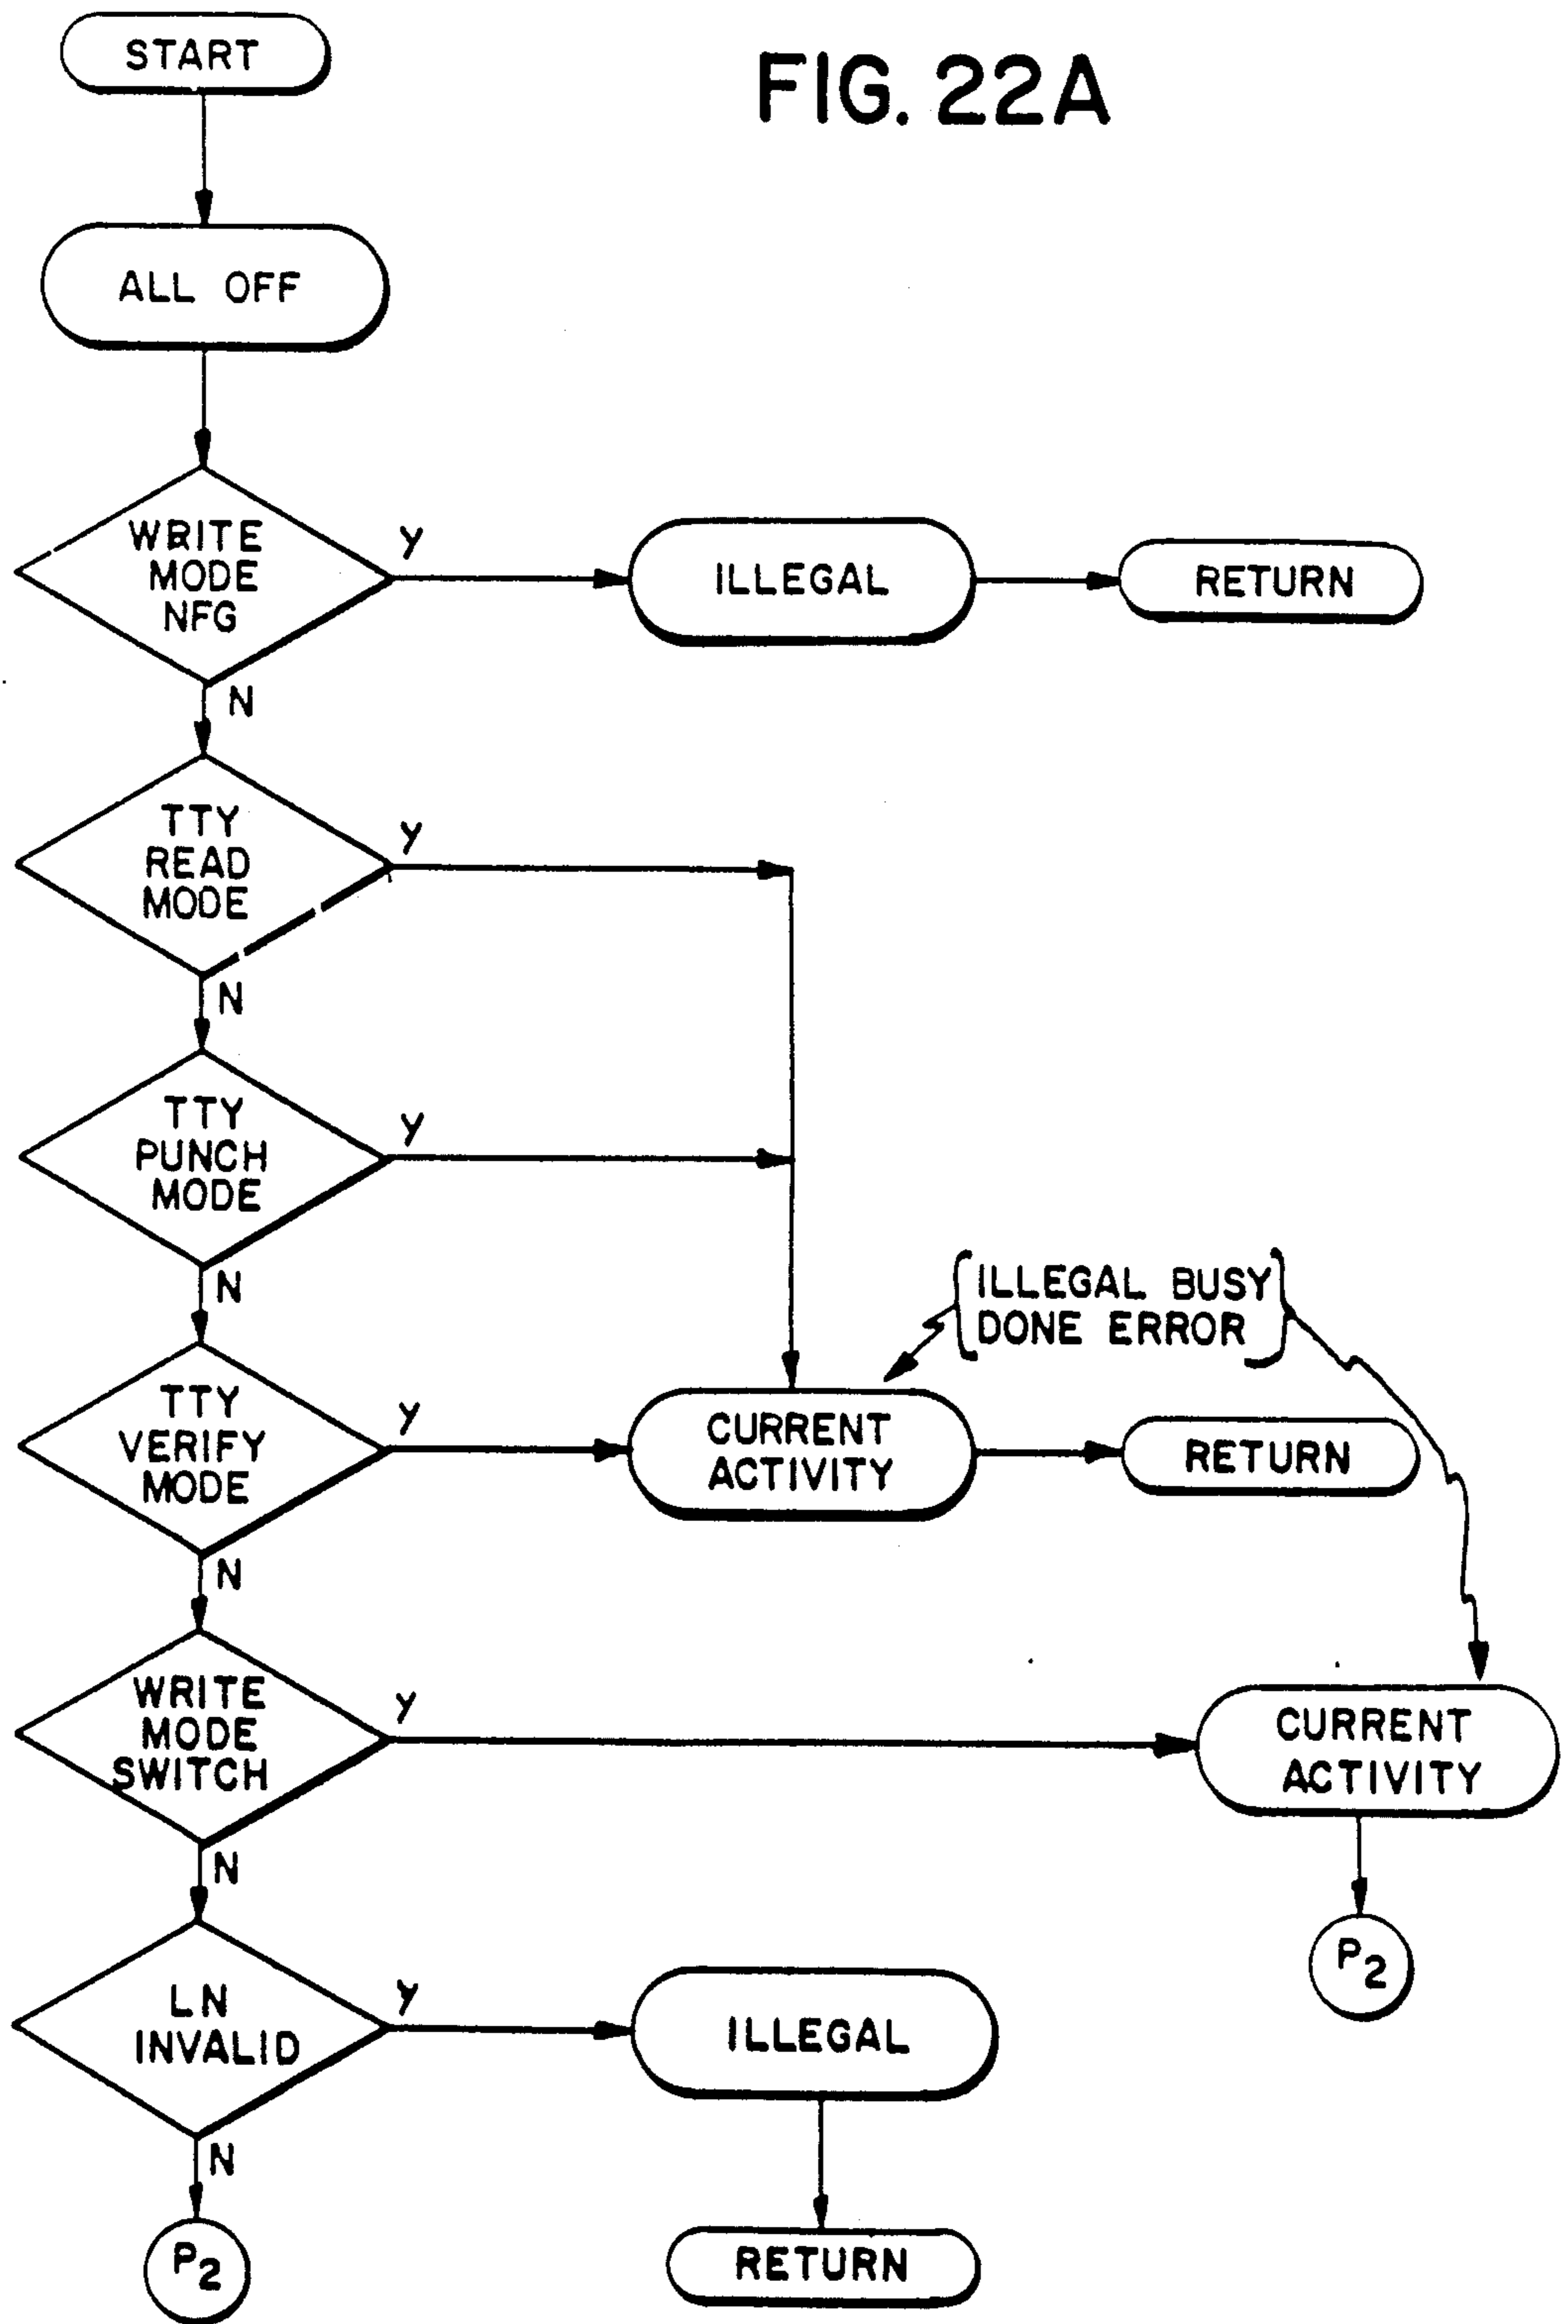 START
FIG. 22A
ALL OFF
WRITE
MODE
NFG
Y
ILLEGAL
RETURN
N
TTY
READ
MODE
Y
N
TTY
PUNCH
MODE
Y
N
ILLEGAL BUSY
DONE ERROR
TTY
VERIFY
MODE
Y
CURRENT
ACTIVITY
RETURN
N
WRITE
MODE
SWITCH
Y
CURRENT
ACTIVITY
N
P2
LN
INVALID
Y
ILLEGAL
N
P2
RETURN